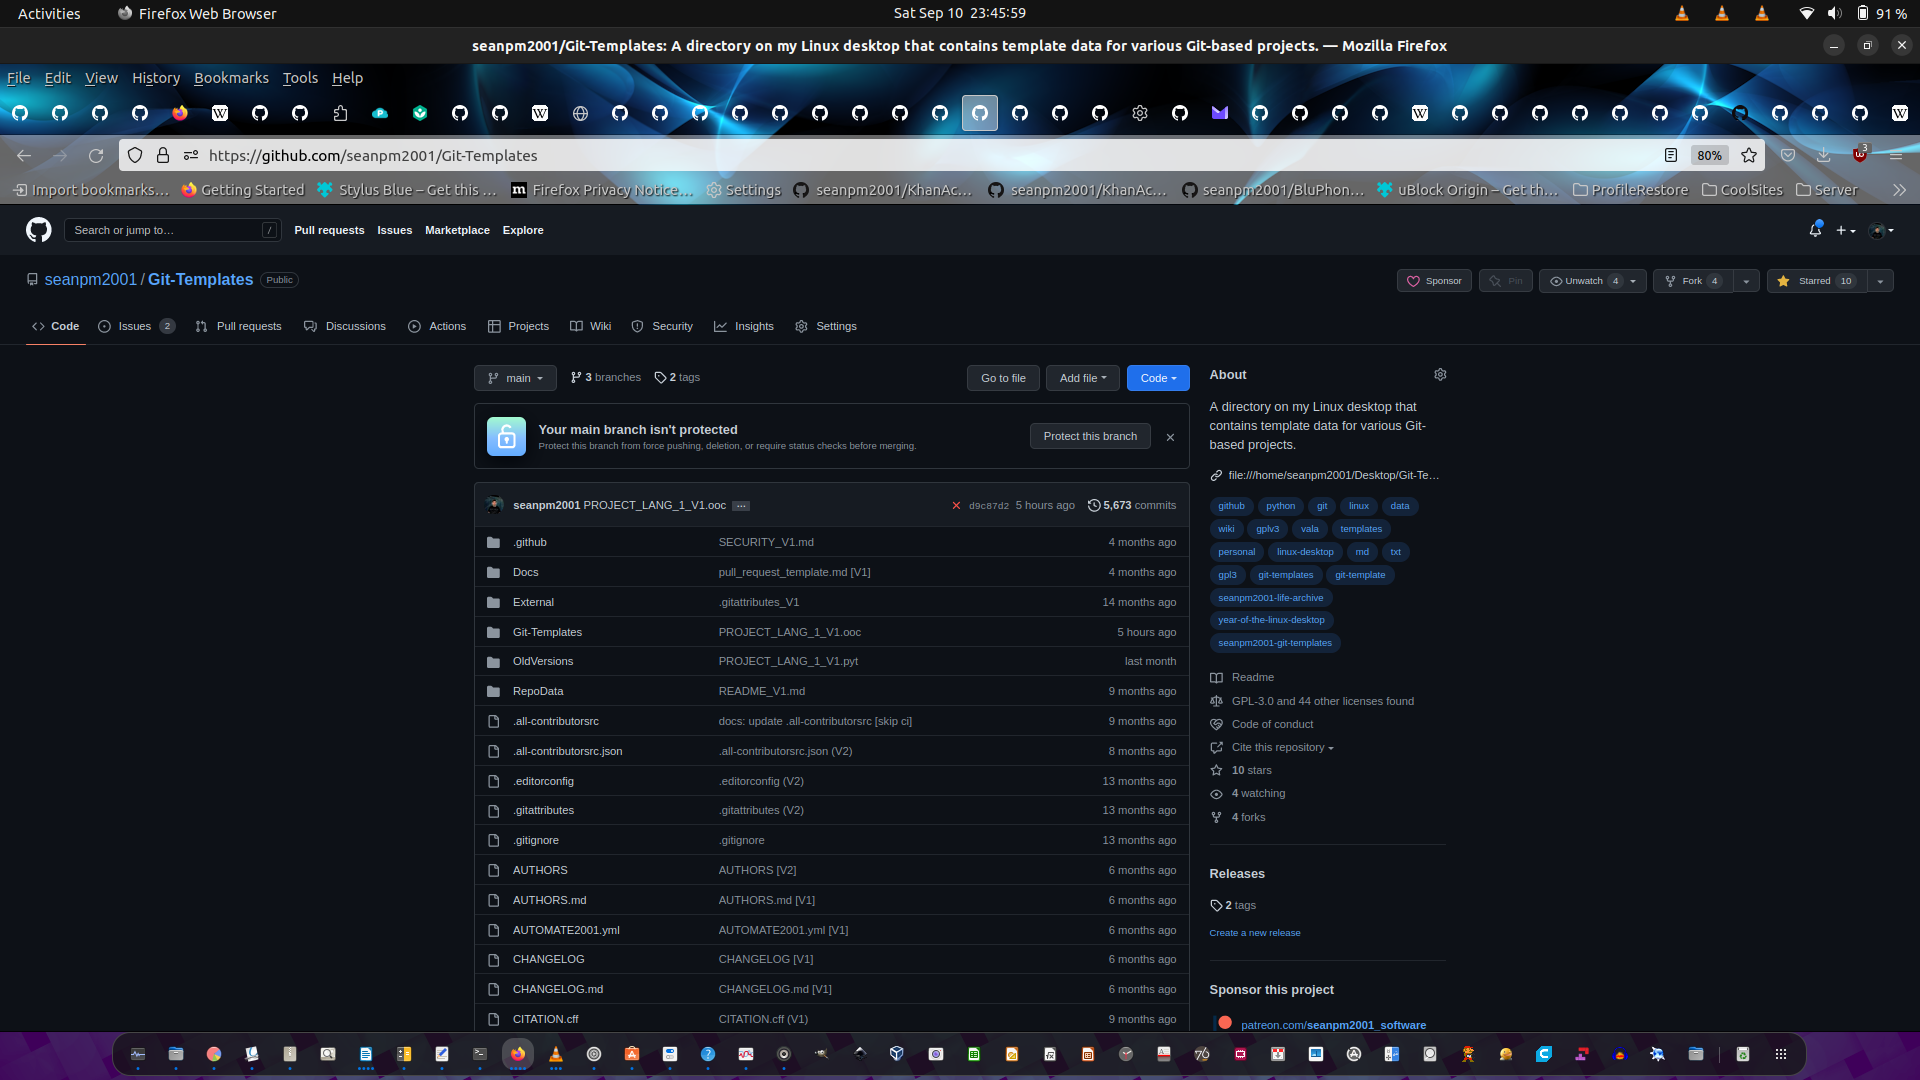 Activities
Firefox Web Browser
Sat Sep 10 23:45:59
91 %
seanpm2001/Git-Templates: A directory on my Linux desktop that contains template data for various Git-based projects. — Mozilla Firefox
File Edit View History Bookmarks Tools Help
https://github.com/seanpm2001/Git-Templates
80%
3
Import bookmarks… Getting Started Stylus Blue – Get this … Firefox Privacy Notice… Settings seanpm2001/KhanAc… seanpm2001/KhanAc… seanpm2001/BluPhon… uBlock Origin – Get th… ProfileRestore CoolSites Server
Search or jump to… /
Pull requests Issues Marketplace Explore
seanpm2001 / Git-Templates Public
Sponsor Pin Unwatch 4 Fork 4 Starred 10
Code Issues 2 Pull requests Discussions Actions Projects Wiki Security Insights Settings
main 3 branches 2 tags
Go to file Add file Code
Your main branch isn't protected
Protect this branch from force pushing, deletion, or require status checks before merging.
Protect this branch
seanpm2001 PROJECT_LANG_1_V1.ooc … d9c87d2 5 hours ago 5,673 commits
.github SECURITY_V1.md 4 months ago
Docs pull_request_template.md [V1] 4 months ago
External .gitattributes_V1 14 months ago
Git-Templates PROJECT_LANG_1_V1.ooc 5 hours ago
OldVersions PROJECT_LANG_1_V1.pyt last month
RepoData README_V1.md 9 months ago
.all-contributorsrc docs: update .all-contributorsrc [skip ci] 9 months ago
.all-contributorsrc.json .all-contributorsrc.json (V2) 8 months ago
.editorconfig .editorconfig (V2) 13 months ago
.gitattributes .gitattributes (V2) 13 months ago
.gitignore .gitignore 13 months ago
AUTHORS AUTHORS [V2] 6 months ago
AUTHORS.md AUTHORS.md [V1] 6 months ago
AUTOMATE2001.yml AUTOMATE2001.yml [V1] 6 months ago
CHANGELOG CHANGELOG [V1] 6 months ago
CHANGELOG.md CHANGELOG.md [V1] 6 months ago
CITATION.cff CITATION.cff (V1) 9 months ago
About
A directory on my Linux desktop that
contains template data for various Git-
based projects.
file:///home/seanpm2001/Desktop/Git-Te…
github python git linux data
wiki gplv3 vala templates
personal linux-desktop md txt
gpl3 git-templates git-template
seanpm2001-life-archive
year-of-the-linux-desktop
seanpm2001-git-templates
Readme
GPL-3.0 and 44 other licenses found
Code of conduct
Cite this repository
10 stars
4 watching
4 forks
Releases
2 tags
Create a new release
Sponsor this project
patreon.com/seanpm2001_software